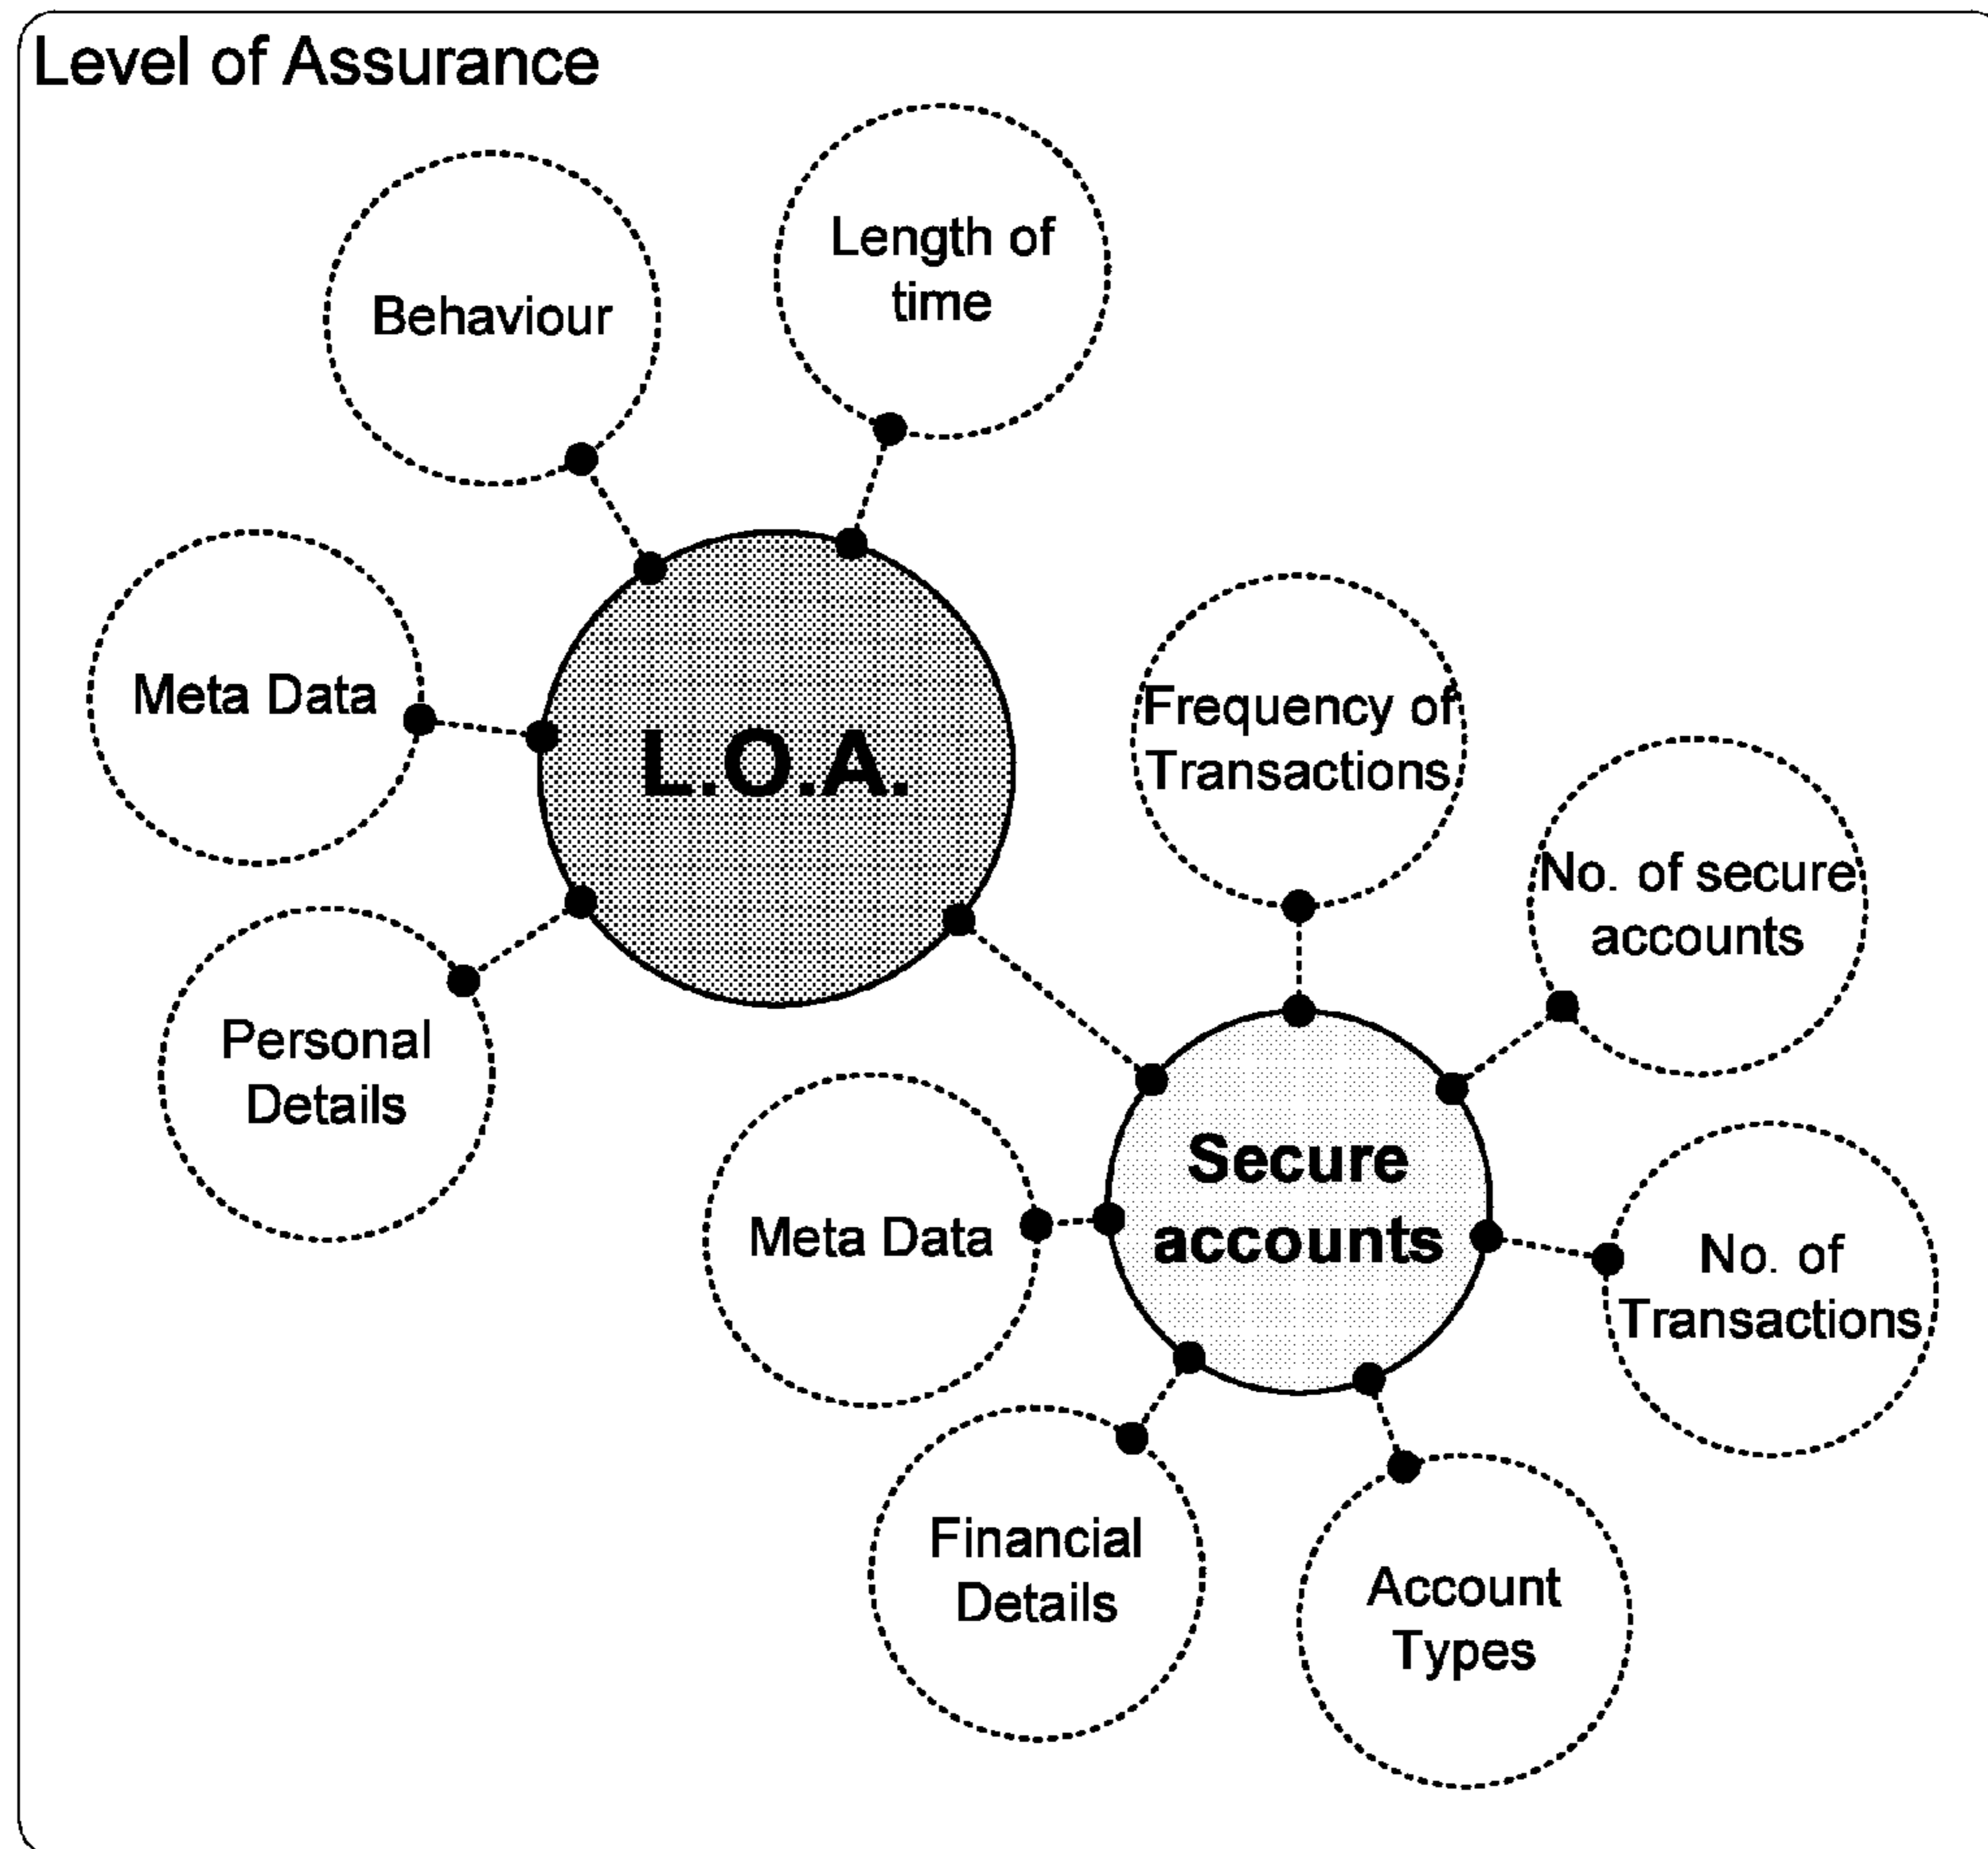 Level of Assurance
Length of
time
Behaviour
Meta Data
L.O.A.
Frequency of
Transactions
No. of secure
accounts
Personal
Details
Secure
accounts
Meta Data
No. of
Transactions
Financial
Details
Account
Types